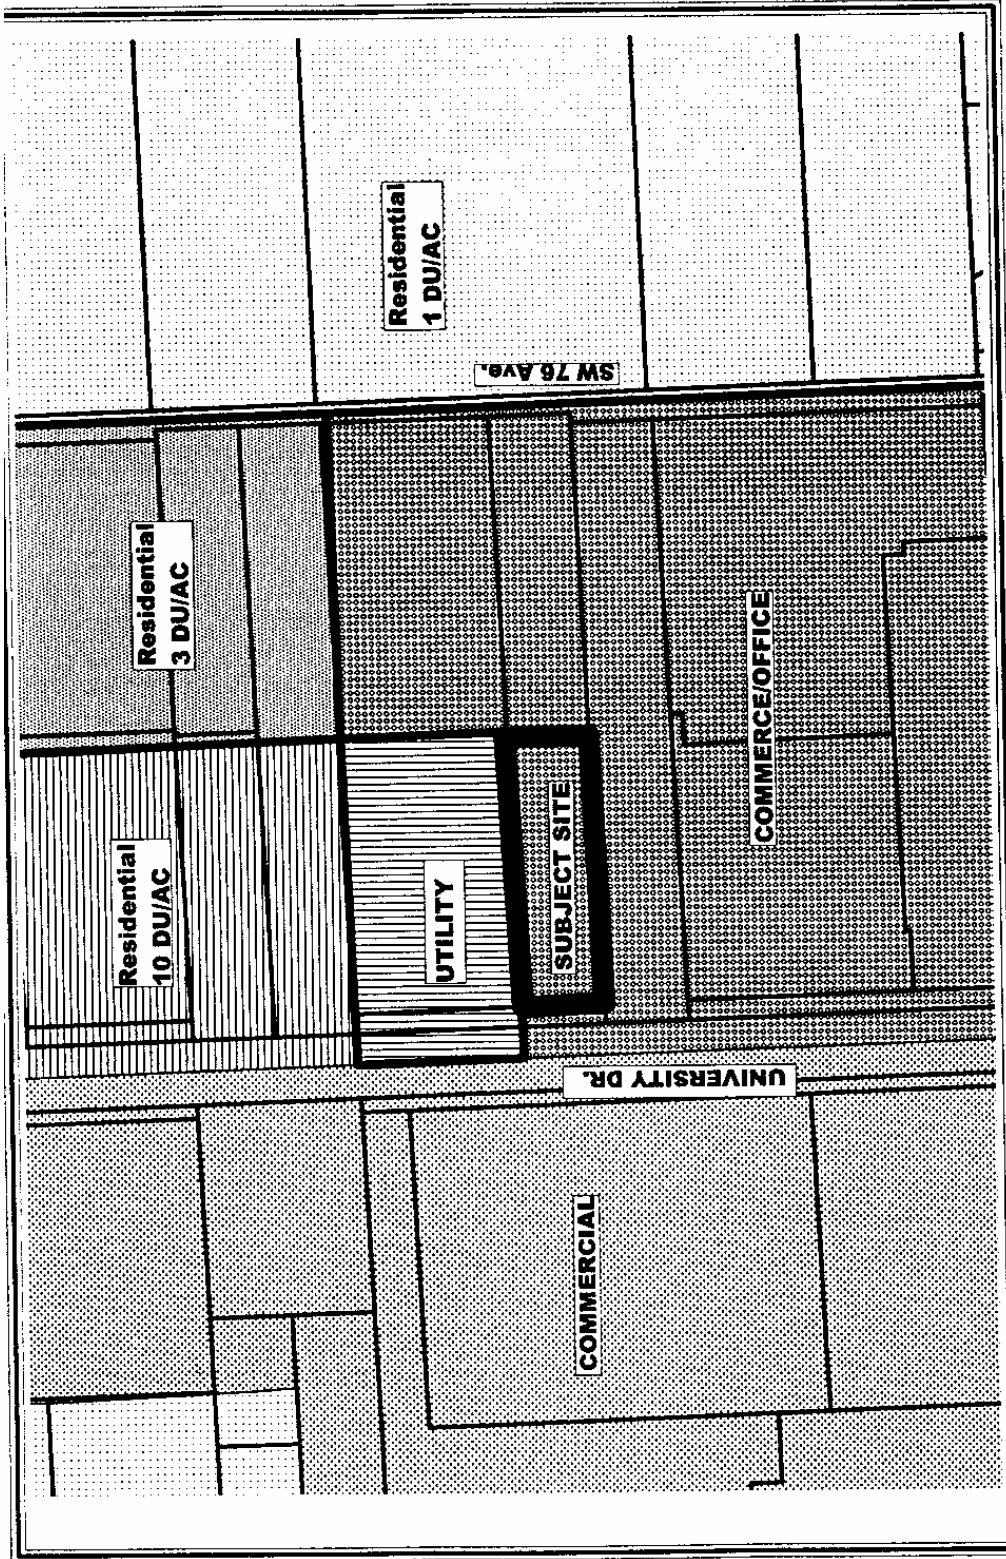 Residential
10 DU/AC
Residential
3 DU/AC
Residential
1 DU/AC
UTILITY
SUBJECT SITE
COMMERCE/OFFICE
COMMERCIAL
UNIVERSITY DR.
SW 76 Ave.